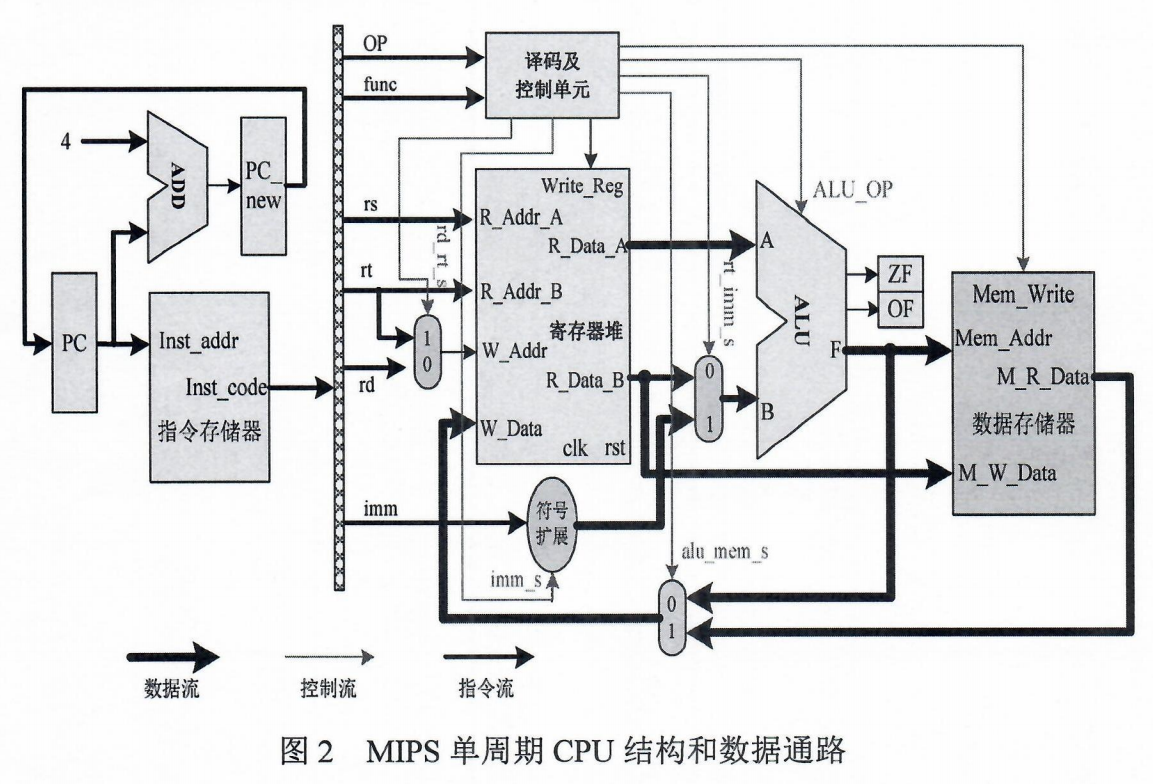 OP
func
译码及
控制单元
4
ADD
PC_
new
Write_Reg
ALU_OP
rs
R_Addr_A
R_Data_A
A
rd_rt_s
rt_imm_s
rt
R_Addr_B
ZF
OF
Mem_Write
PC
Inst_addr
1
0
寄存器堆
ALU
F
Mem_Addr
W_Addr
Inst_code
rd
R_Data_B
0
1
M_R_Data
指令存储器
W_Data
B
数据存储器
clk rst
M_W_Data
imm
符号
扩展
imm_s
alu_mem_s
0
1
数据流
控制流
指令流
图 2 MIPS 单周期 CPU 结构和数据通路